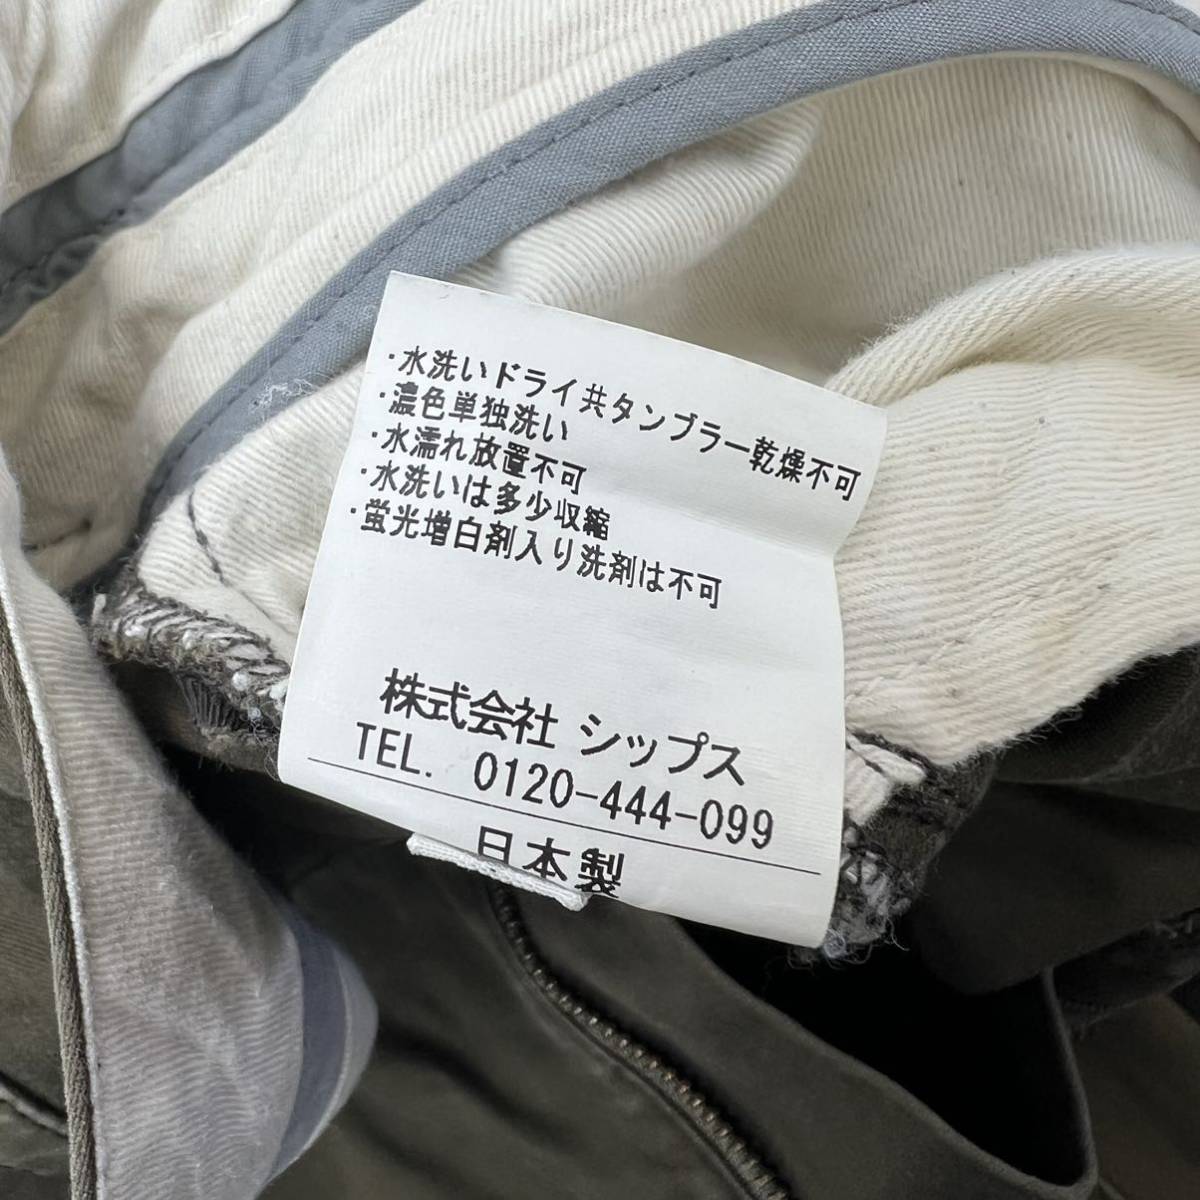 ・水洗いドライ共タンブラー乾燥不可
・濃色単独洗い
・水濡れ放置不可
・水洗いは多少収縮
・蛍光増白剤入り洗剤は不可
株式会社 シップス
TEL. 0120-444-099
日本製